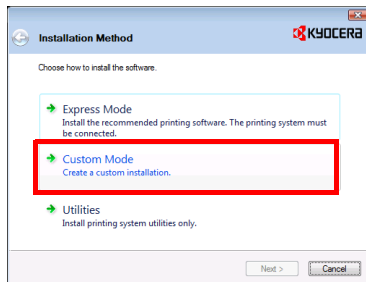 Installation Method
KYOCERA
Choose how to install the software.
Express Mode
Install the recommended printing software. The printing system must
be connected.
Custom Mode
Create a custom installation.
Utilities
Install printing system utilities only.
Next >
Cancel